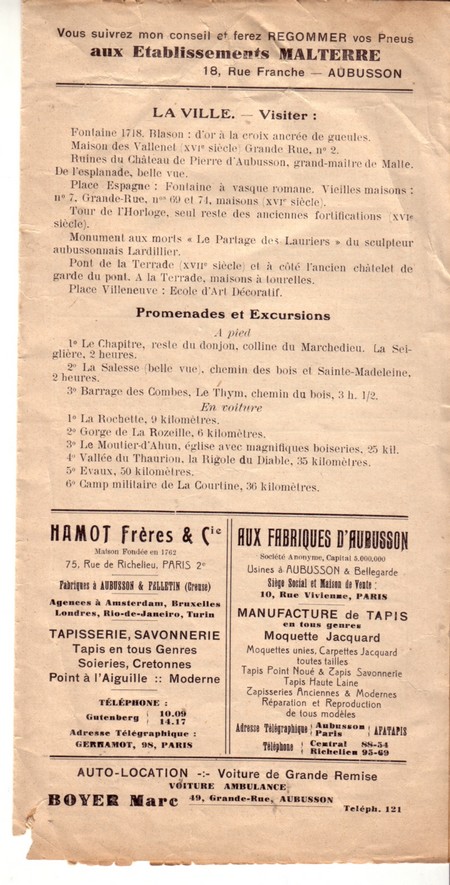 Vous suivrez mon conseil et ferez REGOMMER vos Pneus
aux Etablissements MALTERRE
18, Rue Franche — AUBUSSON
LA VILLE. — Visiter :
Fontaine 1718. Blason : d'or à la croix ancrée de gueules.
Maison des Vallenet (XVIe siècle) Grande Rue, nº 2.
Ruines du Château de Pierre d'Aubusson, grand-maître de Malte.
De l'esplanade, belle vue.
Place Espagne : Fontaine à vasque romane. Vieilles maisons :
nº 7. Grande-Rue, nos 69 et 71, maisons (XVIe siècle).
Tour de l'Horloge, seul reste des anciennes fortifications (XVIe
siècle).
Monument aux morts « Le Partage des Lauriers » du sculpteur
aubussonnais Lardillier.
Pont de la Terrade (XVIIe siècle) et à côté l'ancien châtelet de
garde du pont. A la Terrade, maisons à tourelles.
Place Villeneuve : Ecole d'Art Décoratif.
Promenades et Excursions
A pied
1º Le Chapitre, reste du donjon, colline du Marchedieu. La Sei-
glière, 2 heures.
2º La Salesse (belle vue), chemin des bois et Sainte-Madeleine,
2 heures.
3º Barrage des Combes, Le Thym, chemin du bois, 3 h. 1/2.
En voiture
1º La Rochette, 9 kilomètres.
2º Gorge de La Rozeille, 6 kilomètres.
3º Le Moutier-d'Ahun, église avec magnifiques boiseries, 25 kil.
4º Vallée du Thaurion, la Rigole du Diable, 35 kilomètres.
5º Evaux, 50 kilomètres.
6º Camp militaire de La Courtine, 36 kilomètres.
HAMOT Frères & Cie
Maison Fondée en 1762
75, Rue de Richelieu, PARIS 2e
Fabriques à AUBUSSON & FELLETIN (Creuse)
Agences à Amsterdam, Bruxelles
Londres, Rio-de-Janeiro, Turin
TAPISSERIE, SAVONNERIE
Tapis en tous Genres
Soieries, Cretonnes
Point à l'Aiguille :: Moderne
TÉLÉPHONE :
Gutenberg 10.09
14.17
Adresse Télégraphique :
GERHAMOT, 98, PARIS
AUX FABRIQUES D'AUBUSSON
Société Anonyme, Capital 5.000,000
Usines à AUBUSSON & Bellegarde
Siège Social et Maison de Vente :
10, Rue Vivienne, PARIS
MANUFACTURE de TAPIS
en tous genres
Moquette Jacquard
Moquettes unies, Carpettes Jacquard
toutes tailles
Tapis Point Noué & Tapis Savonnerie
Tapis Haute Laine
Tapisseries Anciennes & Modernes
Réparation et Reproduction
de tous modèles
Adresse Télégraphique Aubusson Paris AFATAPIS
Téléphone Central 88-54
Richelieu 95-69
AUTO-LOCATION -:- Voiture de Grande Remise
VOITURE AMBULANCE
BOYER Marc 49, Grande-Rue, AUBUSSON
Téléph. 121